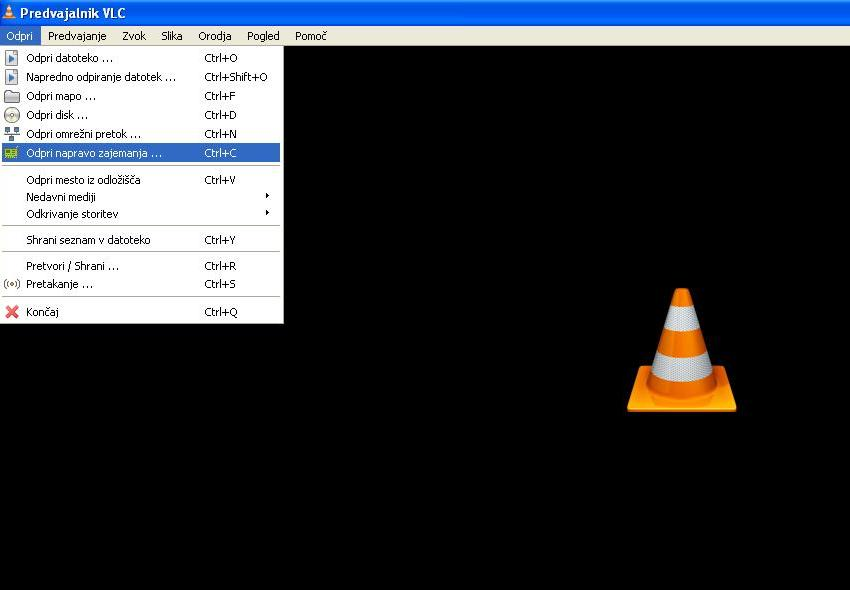 Predvajalnik VLC
Odpri Predvajanje Zvok Slika Orodja Pogled Pomoč
Odpri datoteko ... Ctrl+O
Napredno odpiranje datotek ... Ctrl+Shift+O
Odpri mapo ... Ctrl+F
Odpri disk ... Ctrl+D
Odpri omrežni pretok ... Ctrl+N
Odpri napravo zajemanja ... Ctrl+C
Odpri mesto iz odložišča Ctrl+V
Nedavni mediji
Odkrivanje storitev
Shrani seznam v datoteko Ctrl+Y
Pretvori / Shrani ... Ctrl+R
Pretakanje ... Ctrl+S
Končaj Ctrl+Q